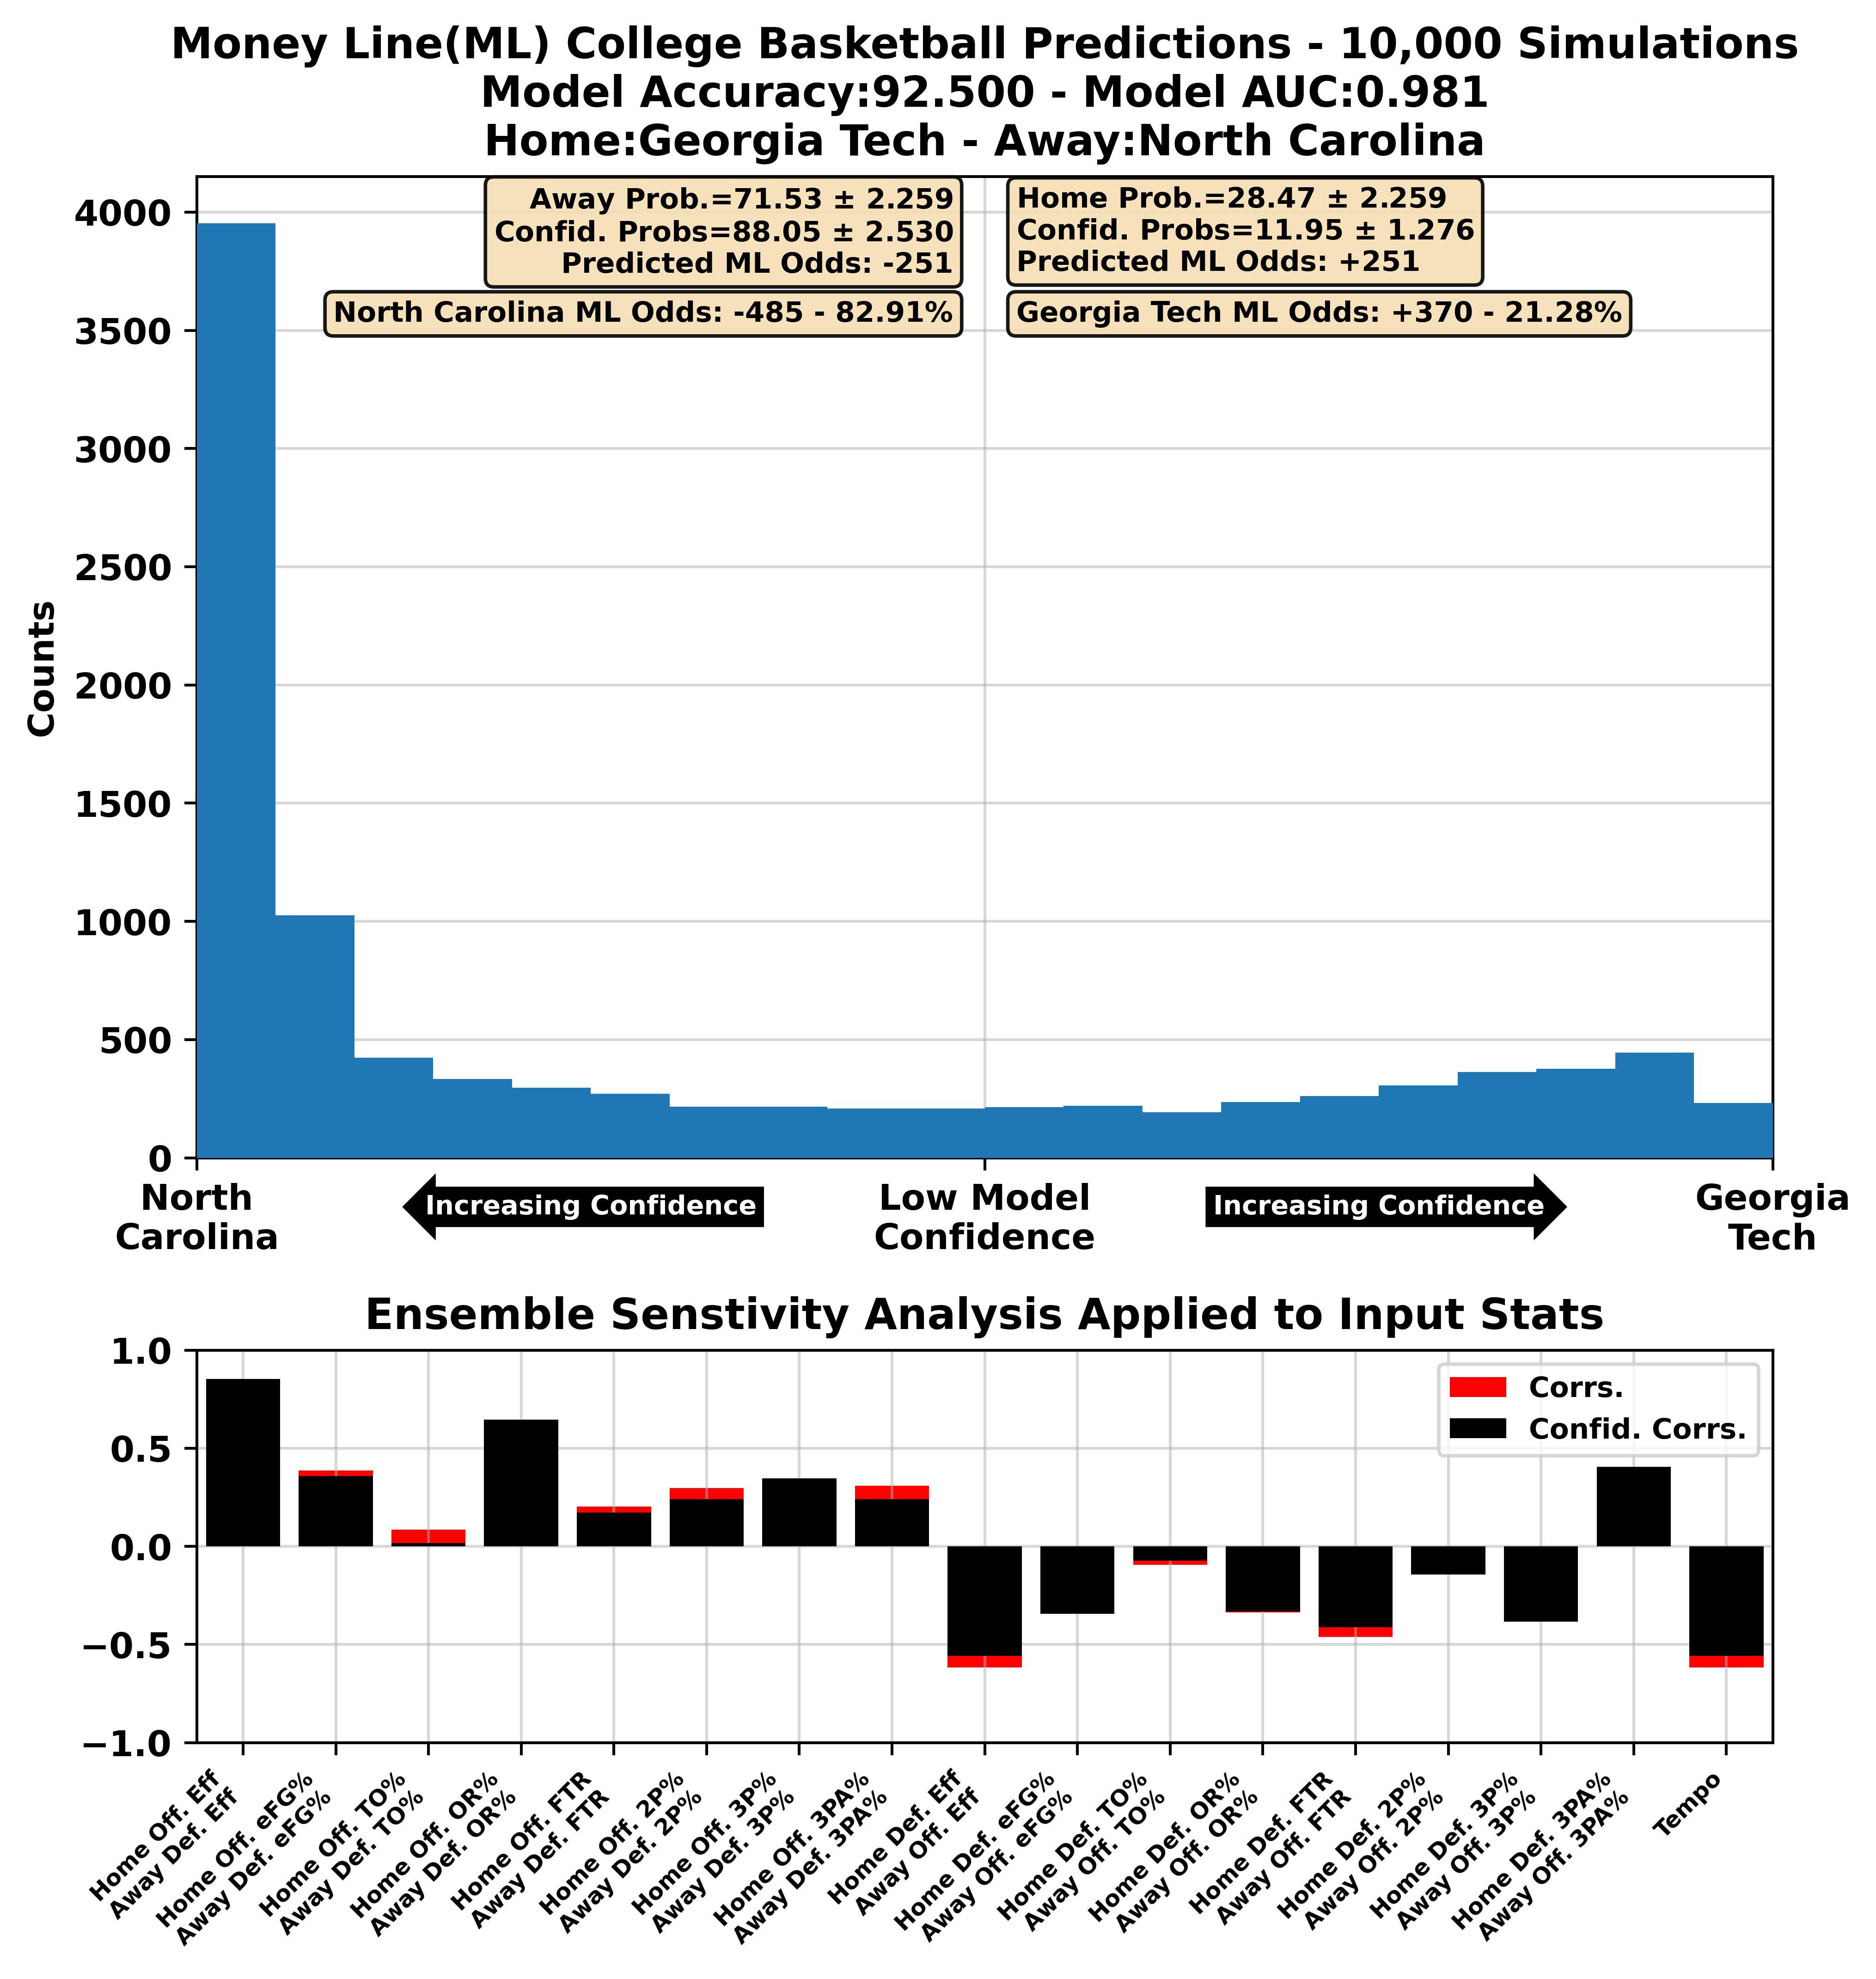 Money Line(ML) College Basketball Predictions - 10,000 Simulations
Model Accuracy:92.500 - Model AUC:0.981
Home:Georgia Tech - Away:North Carolina
Away Prob.=71.53 ± 2.259
Confid. Probs=88.05 ± 2.530
Predicted ML Odds: -251
Home Prob.=28.47 ± 2.259
Confid. Probs=11.95 ± 1.276
Predicted ML Odds: +251
North Carolina ML Odds: -485 - 82.91%
Georgia Tech ML Odds: +370 - 21.28%
4000
3500
3000
2500
2000
1500
1000
500
0
Counts
North
Carolina
Increasing Confidence
Low Model
Confidence
Increasing Confidence
Georgia
Tech
Ensemble Senstivity Analysis Applied to Input Stats
1.0
0.5
0.0
−0.5
−1.0
Corrs.
Confid. Corrs.
Home Off. Eff
Away Def. Eff
Home Off. eFG%
Away Def. eFG%
Home Off. TO%
Away Def. TO%
Home Off. OR%
Away Def. OR%
Home Off. FTR
Away Def. FTR
Home Off. 2P%
Away Def. 2P%
Home Off. 3P%
Away Def. 3P%
Home Off. 3PA%
Away Def. 3PA%
Home Def. Eff
Away Off. Eff
Home Def. eFG%
Away Off. eFG%
Home Def. TO%
Away Off. TO%
Home Def. OR%
Away Off. OR%
Home Def. FTR
Away Off. FTR
Home Def. 2P%
Away Off. 2P%
Home Def. 3P%
Away Off. 3P%
Home Def. 3PA%
Away Off. 3PA%
Tempo